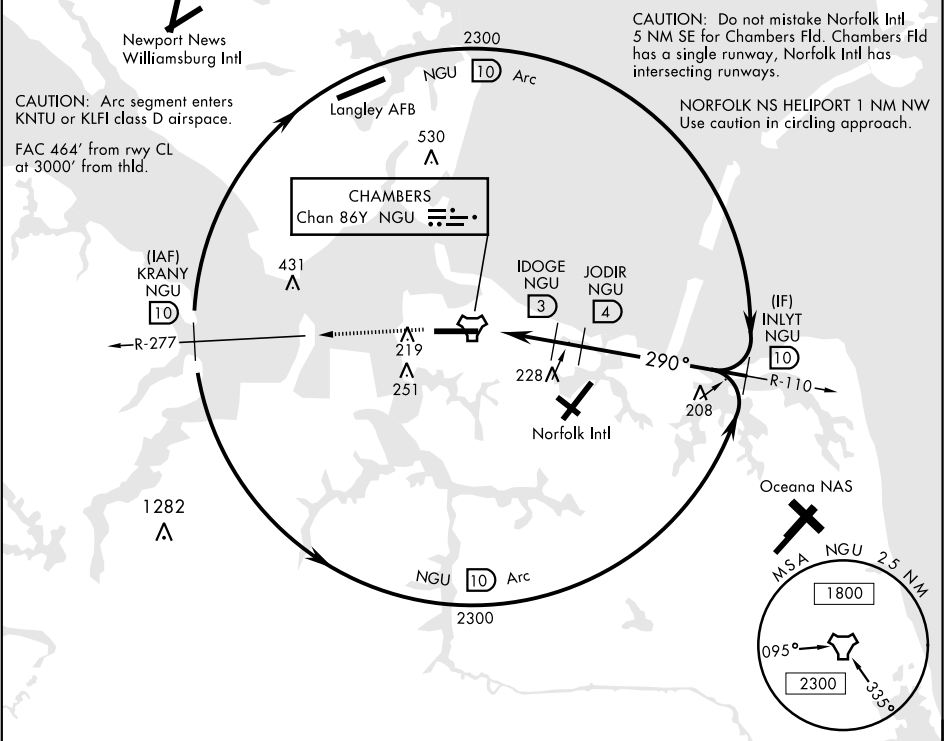 Newport News
Williamsburg Intl
CAUTION: Do not mistake Norfolk Intl
5 NM SE for Chambers Fld. Chambers Fld
has a single runway, Norfolk Intl has
intersecting runways.
2300
NGU 10 Arc
CAUTION: Arc segment enters
KNTU or KLFI class D airspace.
Langley AFB
NORFOLK NS HELIPORT 1 NM NW
Use caution in circling approach.
FAC 464' from rwy CL
at 3000' from thld.
530
CHAMBERS
Chan 86Y NGU
(IAF)
KRANY
NGU
10
431
IDOGE
NGU
3
JODIR
NGU
4
(IF)
INLYT
NGU
10
R-277
219
251
228
290°
R-110
208
Norfolk Intl
Oceana NAS
1282
NGU 10 Arc
2300
MSA NGU 25 NM
1800
095°
2300
335°